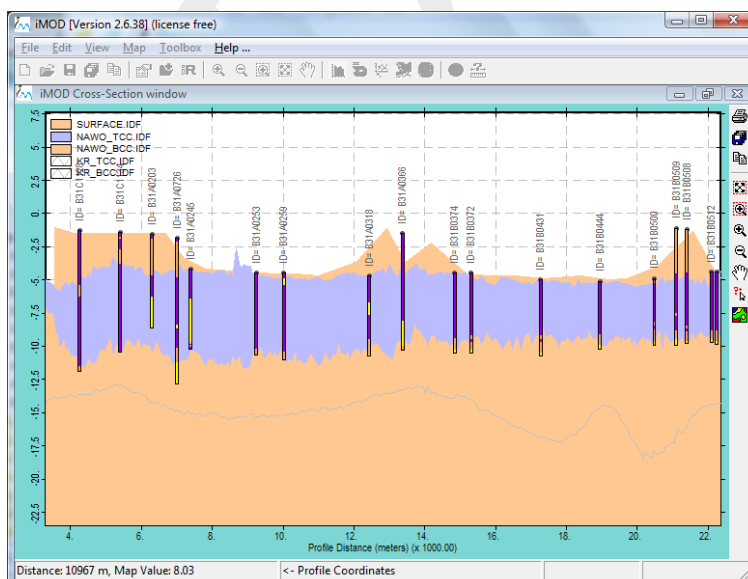 iMOD [Version 2.6.38] (license free)
File Edit View Map Toolbox Help ...
iMOD Cross-Section window
SURFACE.IDF
NAWO_TCC.IDF
NAWO_BCC.IDF
KR_TCC.IDF
KR_BCC.IDF
ID= B31A0203
ID= B31A0726
ID= B31A0245
ID= B31A0253
ID= B31A0259
ID= B31A0318
ID= B31A0366
ID= B31B0374
ID= B31B0372
ID= B31B0431
ID= B31B0444
ID= B31B0500
ID= B31B0509
ID= B31B0508
ID= B31B0512
7.5
5.
2.5
0.
-2.5
-5.
-7.5
-10.
-12.5
-15.
-17.5
-20.
-22.5
4. 6. 8. 10. 12. 14. 16. 18. 20. 22.
Profile Distance (meters) (x 1000.00)
Distance: 10967 m, Map Value: 8.03
<- Profile Coordinates